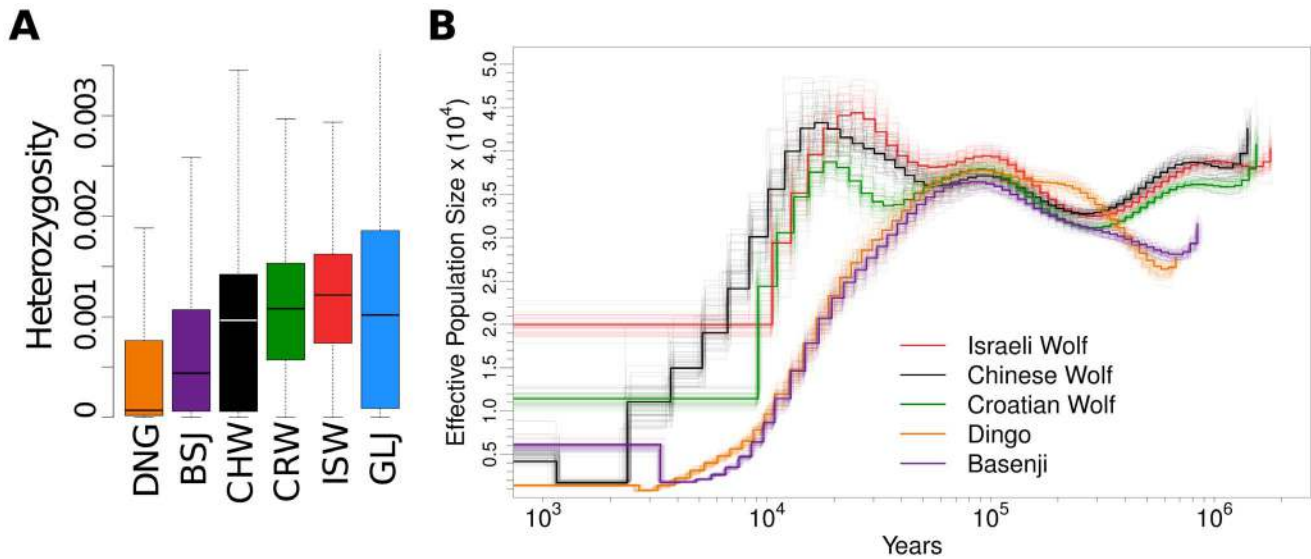 A
Heterozygosity
0.003
0.002
0.001
0
DNG
BSJ
CHW
CRW
ISW
GLJ
B
Effective Population Size x (10⁴)
5.0
4.5
4.0
3.5
3.0
2.5
2.0
1.5
1.0
0.5
Israeli Wolf
Chinese Wolf
Croatian Wolf
Dingo
Basenji
10³
10⁴
10⁵
10⁶
Years